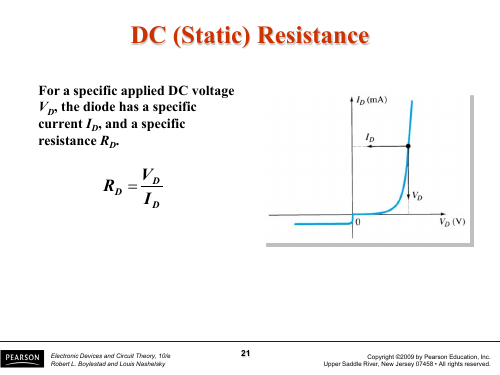 DC (Static) Resistance
For a specific applied DC voltage
V_D, the diode has a specific
current I_D, and a specific
resistance R_D.
R_D = V_D / I_D
I_D (mA)
I_D
V_D
0
V_D (V)
PEARSON
Electronic Devices and Circuit Theory, 10/e
Robert L. Boylestad and Louis Nashelsky
21
Copyright ©2009 by Pearson Education, Inc.
Upper Saddle River, New Jersey 07458 • All rights reserved.